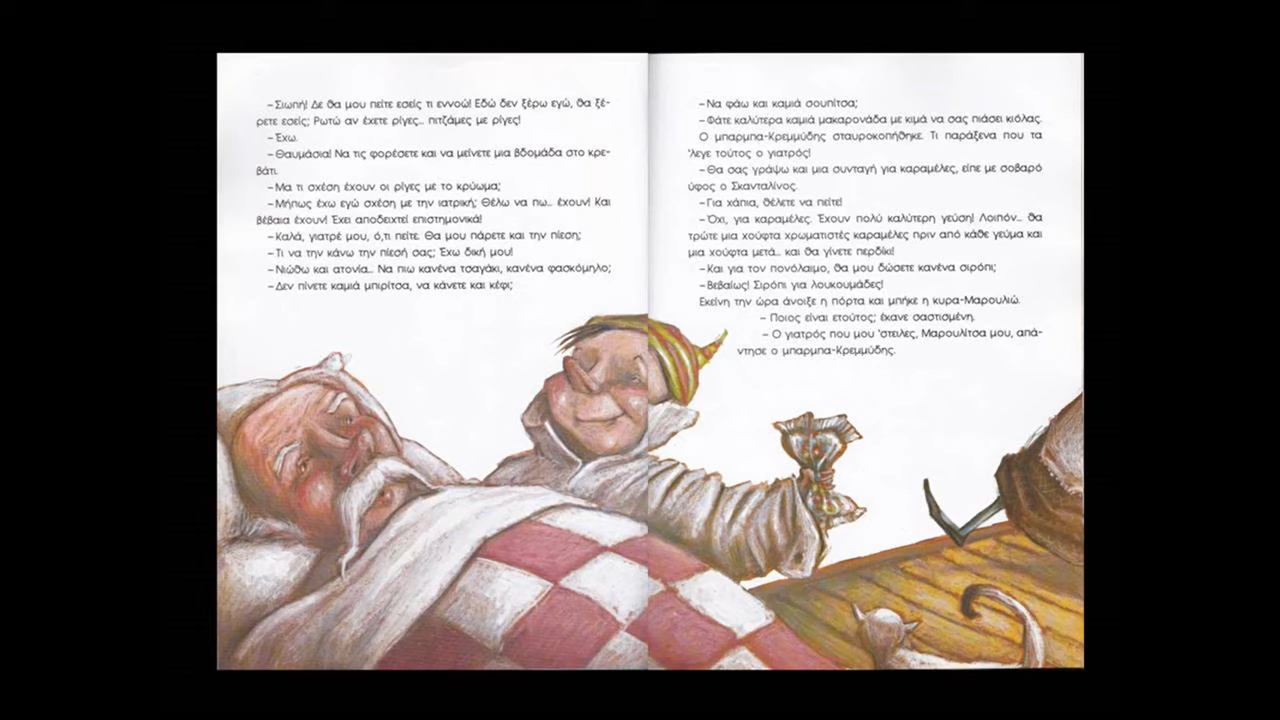 – Σιωπή! Δε θα μου πείτε εσείς τι εννοώ! Εδώ δεν ξέρω εγώ, θα ξέ-
ρετε εσείς; Ρωτώ αν έχετε ρίγες... πιτζάμες με ρίγες!
– Έχω.
– Θαυμάσια! Να τις φορέσετε και να μείνετε μια βδομάδα στο κρε-
βάτι.
– Μα τι σχέση έχουν οι ρίγες με το κρύωμα;
– Μήπως έχω εγώ σχέση με την ιατρική; Θέλω να πω... έχουν! Και
βέβαια έχουν! Έχει αποδειχτεί επιστημονικά!
– Καλά, γιατρέ μου, ό,τι πείτε. Θα μου πάρετε και την πίεση;
– Τι να την κάνω την πίεσή σας; Έχω δική μου!
– Νιώθω και ατονία... Να πιω κανένα τσαγάκι, κανένα φασκόμηλο;
– Δεν πίνετε καμιά μπιρίτσα, να κάνετε και κέφι;
– Να φάω και καμιά σουπίτσα;
– Φάτε καλύτερα καμιά μακαρονάδα με κιμά να σας πιάσει κιόλας.
Ο μπαρμπα-Κρεμμύδης σταυροκοπήθηκε. Τι παράξενα που τα
'λεγε τούτος ο γιατρός!
– Θα σας γράψω και μια συνταγή για καραμέλες, είπε με σοβαρό
ύφος ο Σκανταλίνος.
– Για χάπια, θέλετε να πείτε!
– Όχι, για καραμέλες. Έχουν πολύ καλύτερη γεύση! Λοιπόν... θα
τρώτε μια χούφτα χρωματιστές καραμέλες πριν από κάθε γεύμα και
μια χούφτα μετά... και θα γίνετε περδίκι!
– Και για τον πονόλαιμο, θα μου δώσετε κανένα σιρόπι;
– Βεβαίως! Σιρόπι για λουκουμάδες!
Εκείνη την ώρα άνοιξε η πόρτα και μπήκε η κυρα-Μαρουλιώ.
– Ποιος είναι ετούτος; έκανε σαστισμένη.
– Ο γιατρός που μου 'στειλες, Μαρουλίτσα μου, απά-
ντησε ο μπαρμπα-Κρεμμύδης.